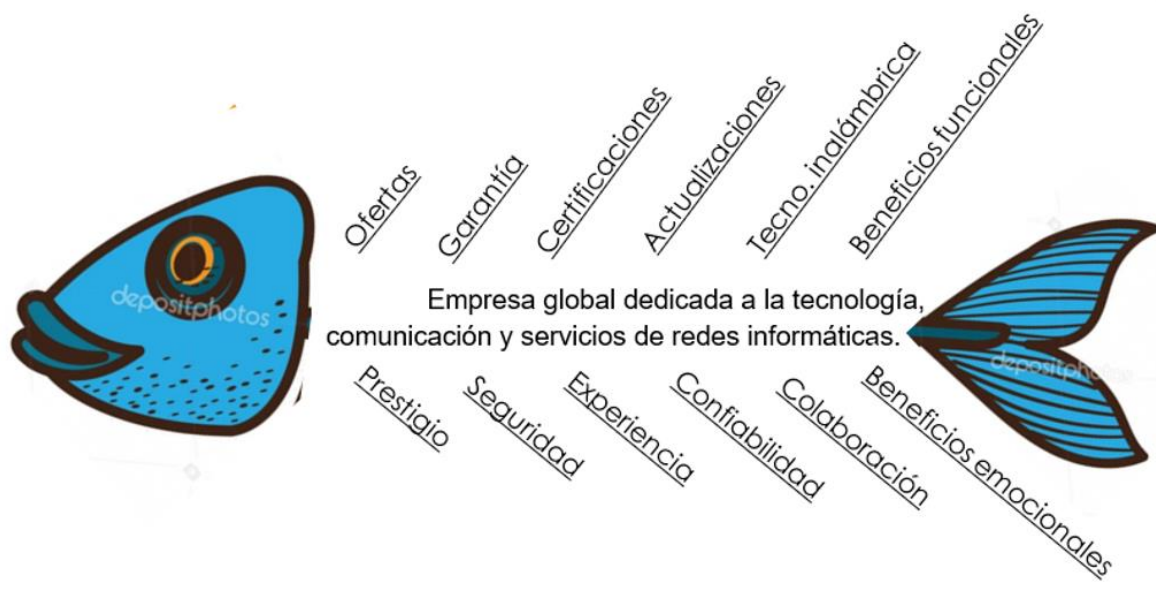 Ofertas
Garantía
Certificaciones
Actualizaciones
Tecno. inalámbrica
Beneficios funcionales
depositphotos
Empresa global dedicada a la tecnología,
comunicación y servicios de redes informáticas.
depositphotos
Prestigio
Seguridad
Experiencia
Confiabilidad
Colaboración
Beneficios emocionales